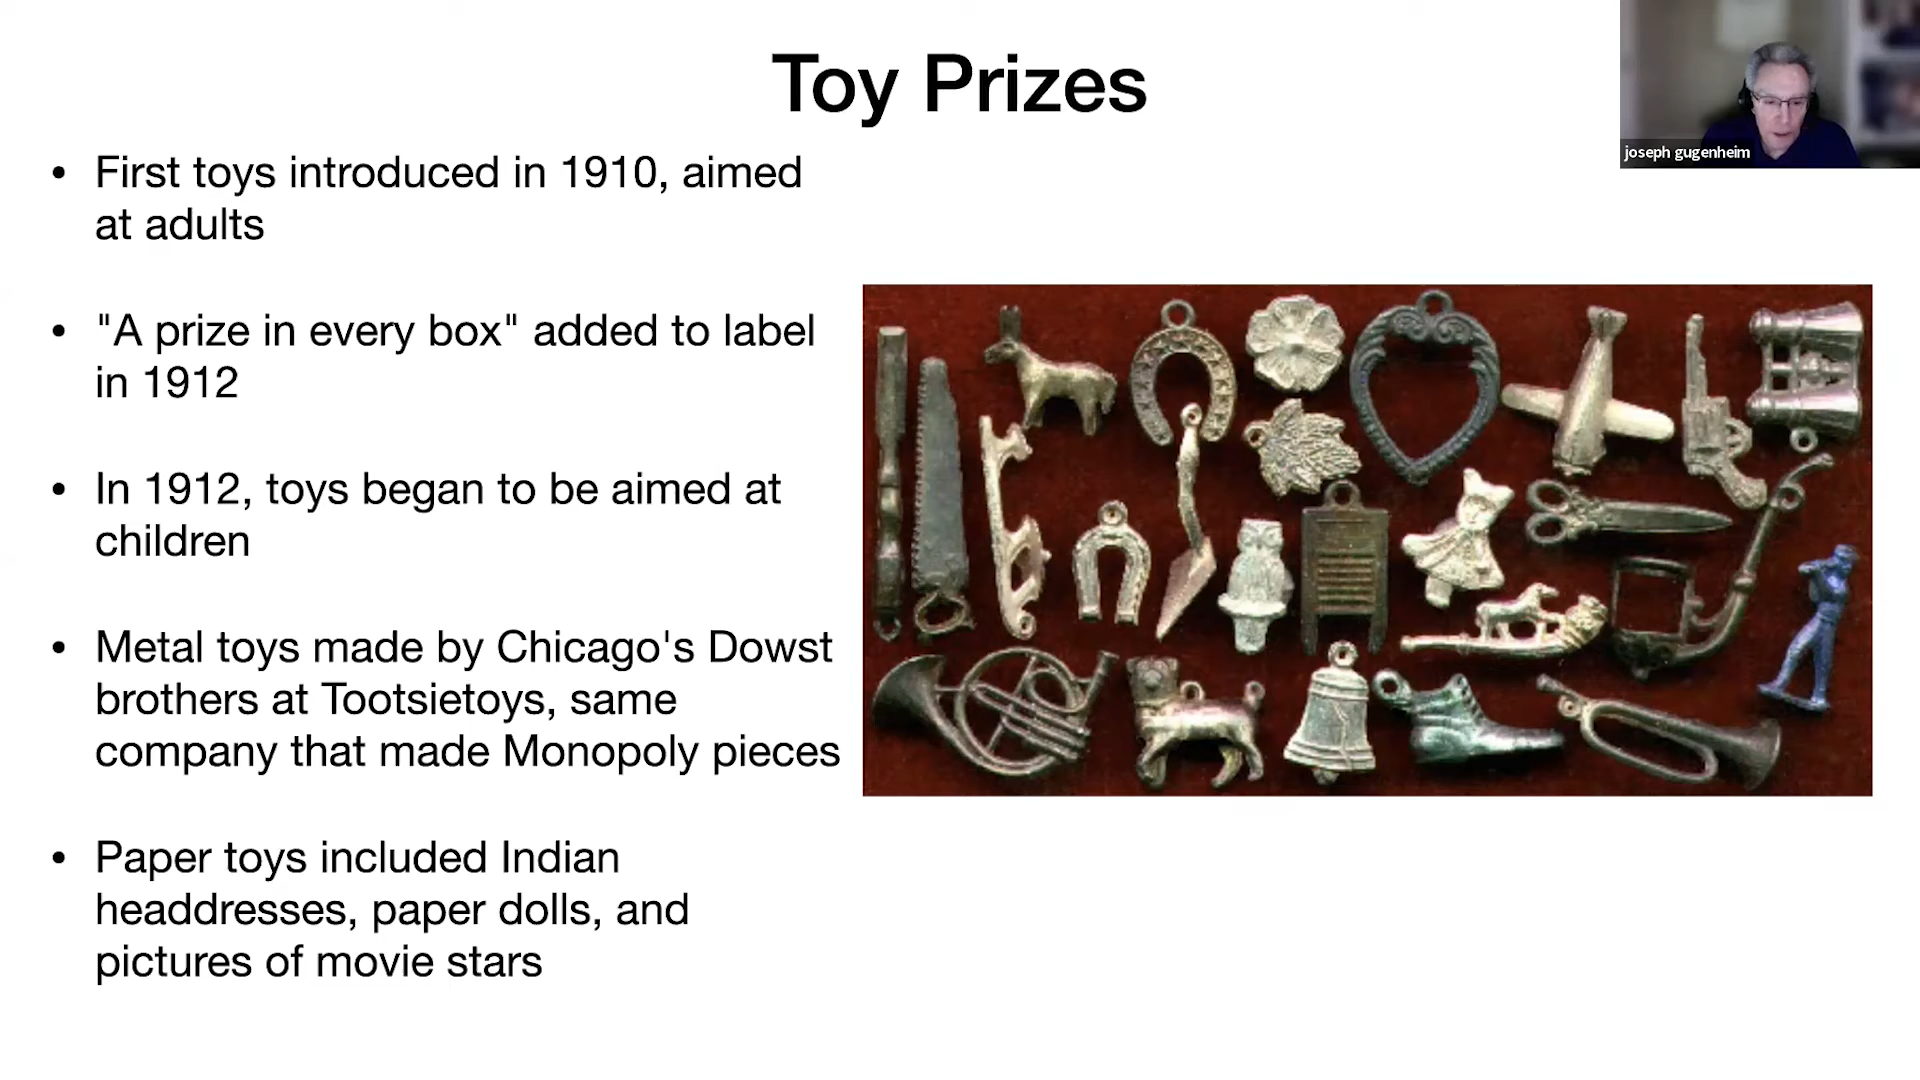 Toy Prizes
joseph gugenheim
• First toys introduced in 1910, aimed
at adults
• "A prize in every box" added to label
in 1912
• In 1912, toys began to be aimed at
children
• Metal toys made by Chicago's Dowst
brothers at Tootsietoys, same
company that made Monopoly pieces
• Paper toys included Indian
headdresses, paper dolls, and
pictures of movie stars